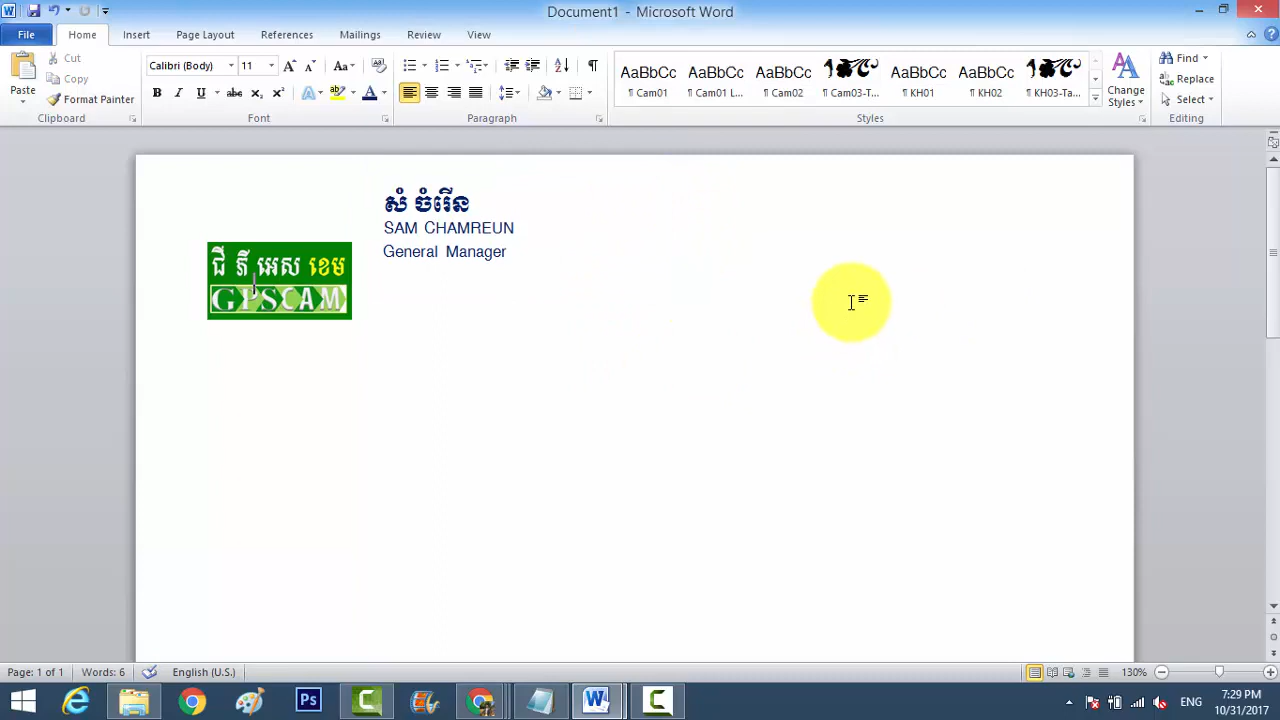 Document1 - Microsoft Word
File Home Insert Page Layout References Mailings Review View
Paste
Cut
Copy
Format Painter
Clipboard
Calibri (Body) 11
Font
Paragraph
AaBbCc AaBbCc AaBbCc AaBbCc AaBbCc
¶ Cam01 ¶ Cam01 L... ¶ Cam02 ¶ Cam03-T... ¶ KH01 ¶ KH02 ¶ KH03-Ta...
Styles
Change Styles
Find
Replace
Select
Editing
សំ ចំរើន
SAM CHAMREUN
General Manager
ជី ភី អេស ខេម
GPSCAM
Page: 1 of 1 Words: 6 English (U.S.) 130%
ENG
7:29 PM
10/31/2017